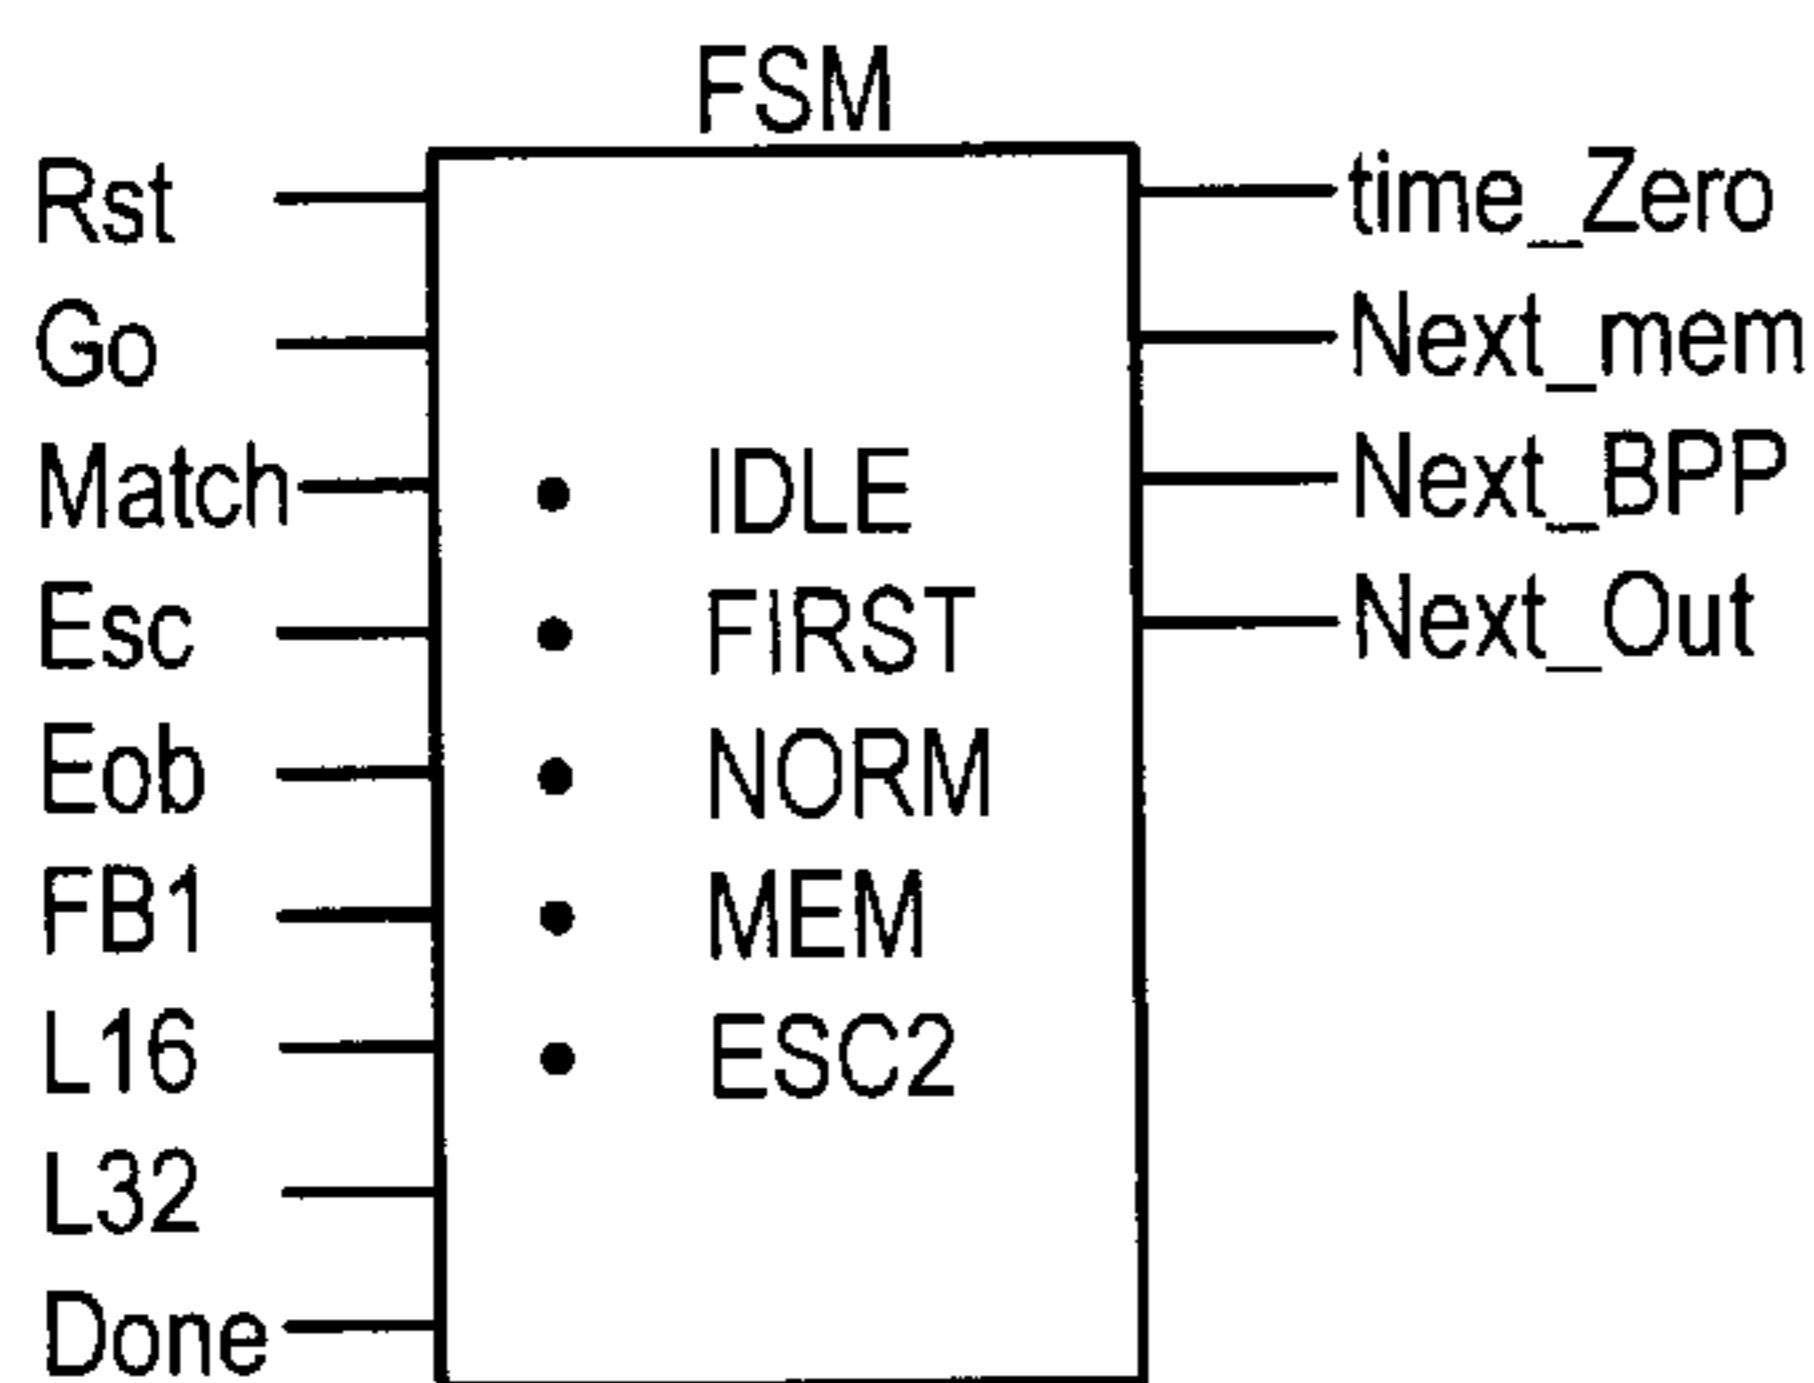 FSM
Rst
Go
Match
Esc
Eob
FB1
L16
L32
Done
IDLE
FIRST
NORM
MEM
ESC2
time_Zero
Next_mem
Next_BPP
Next_Out